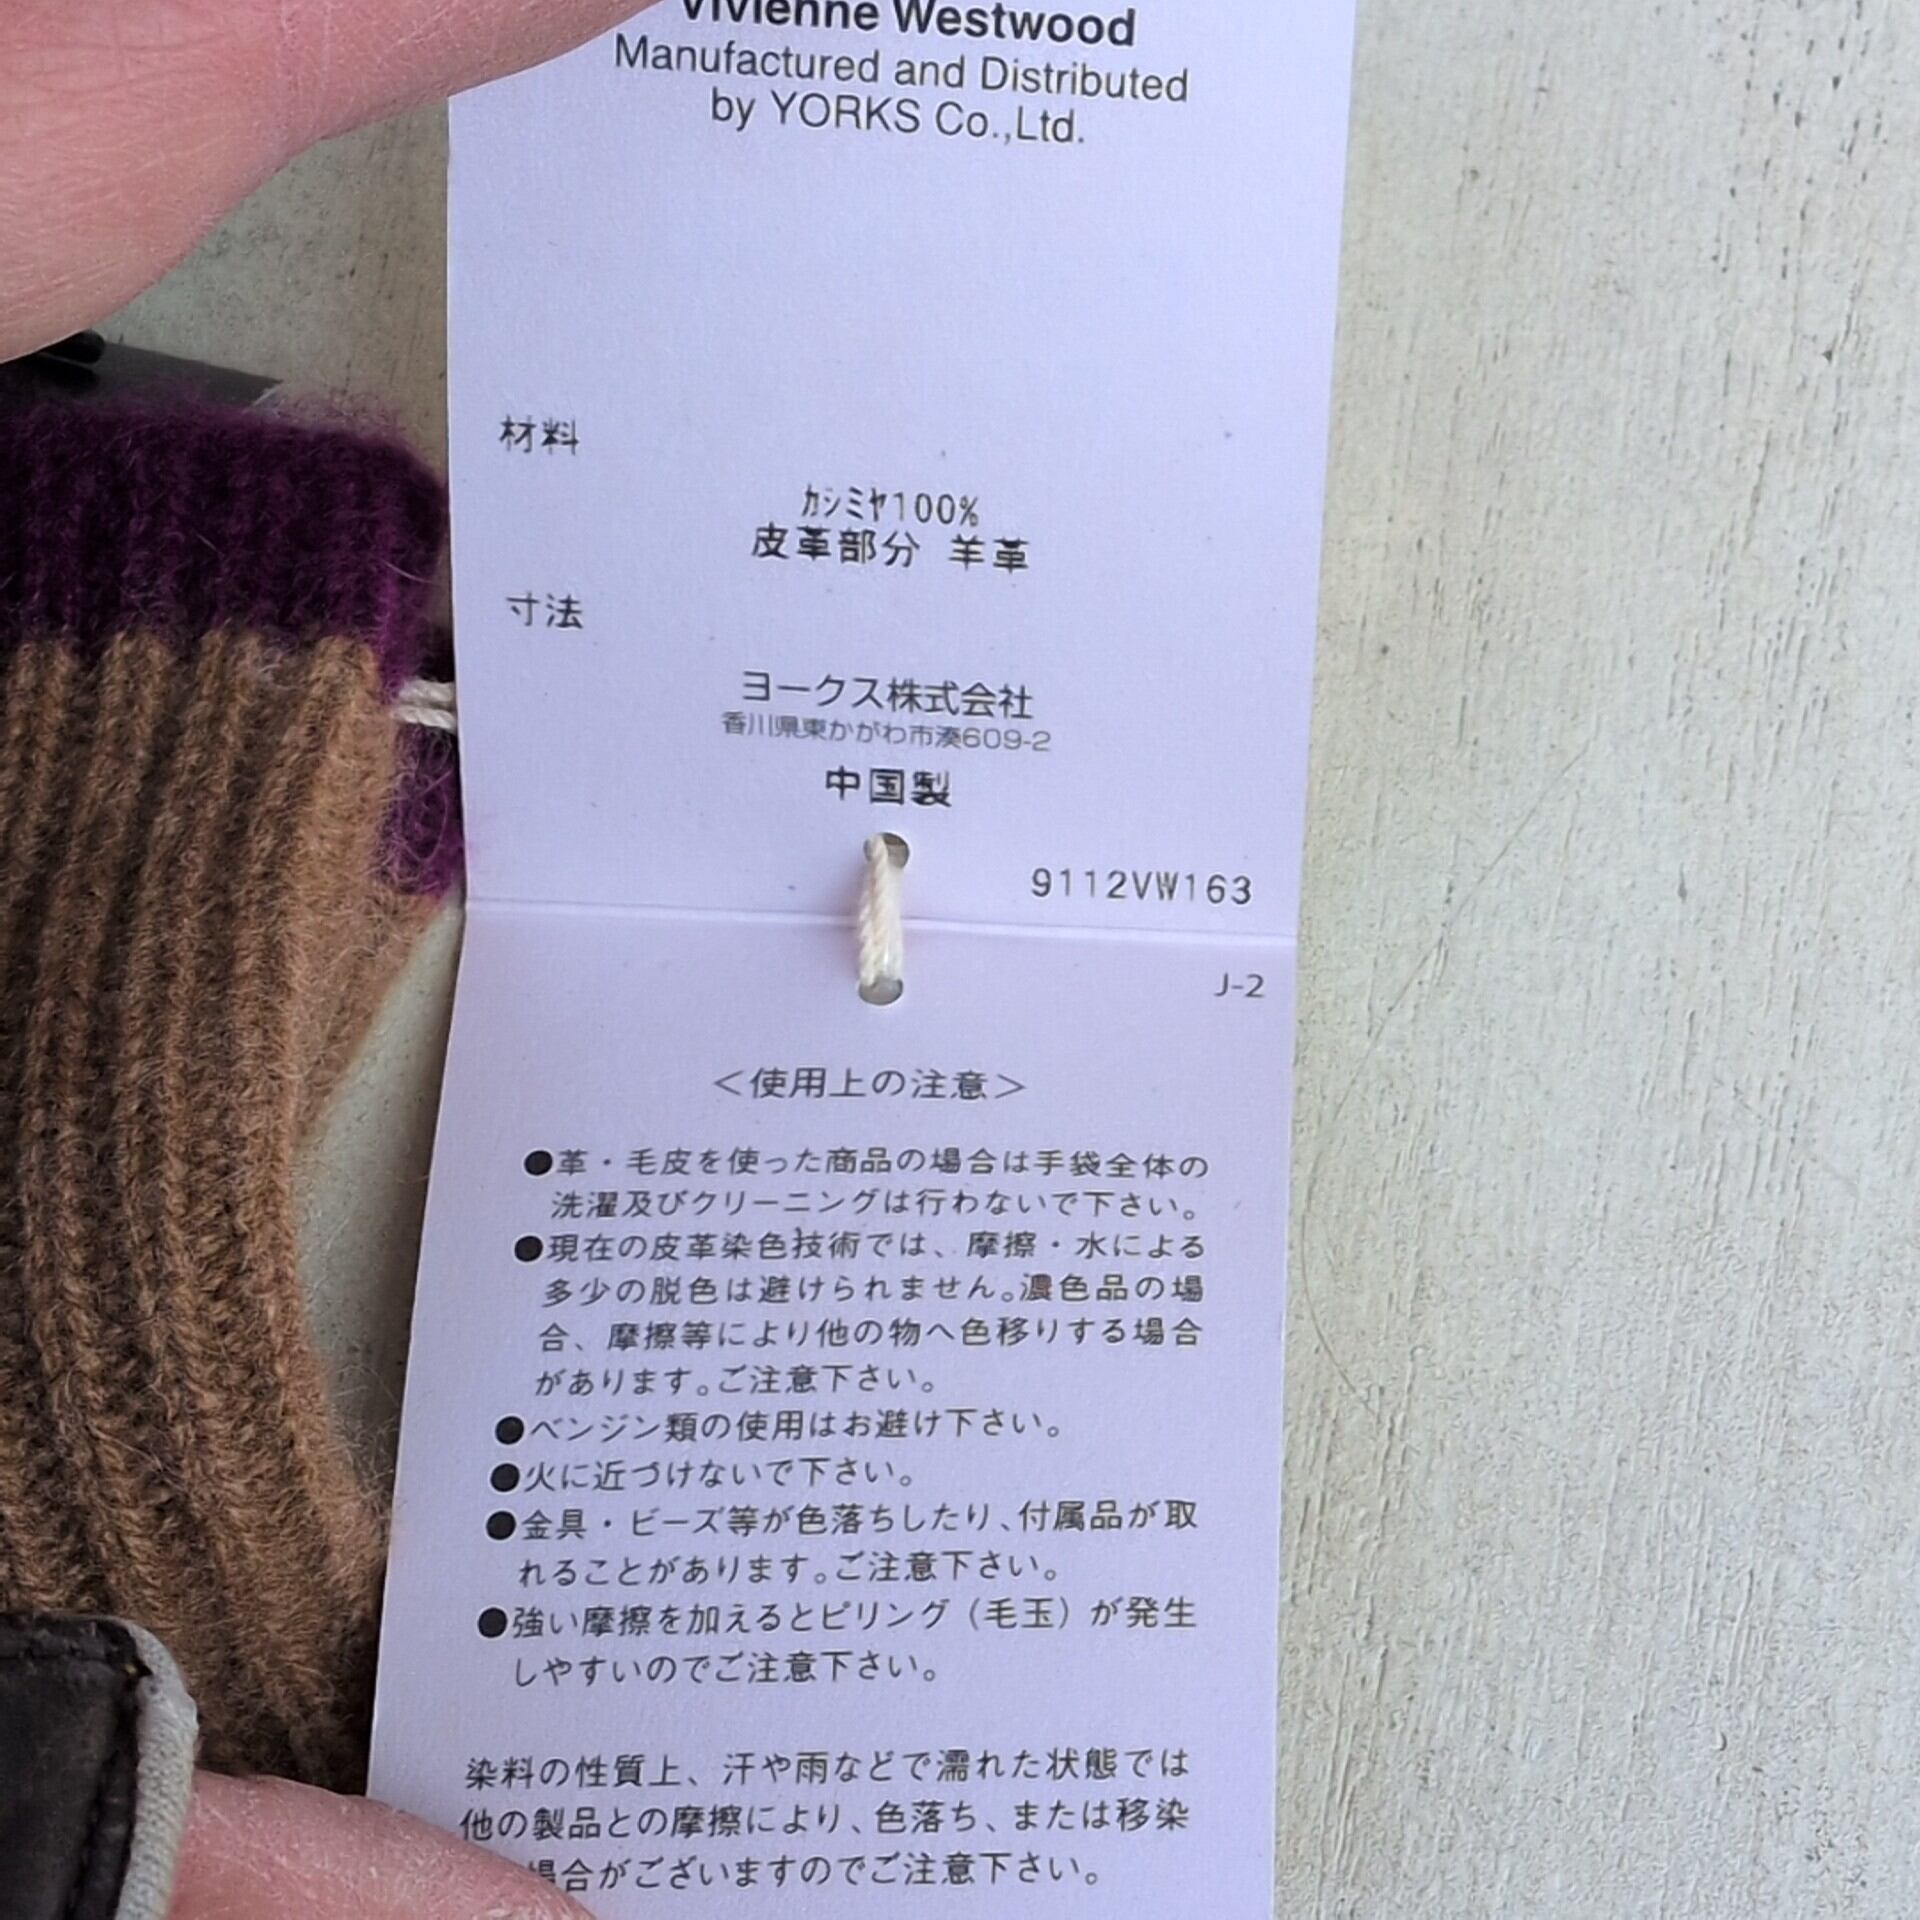 Vivienne Westwood
Manufactured and Distributed
by YORKS Co.,Ltd.
材料
ｶｼﾐﾔ100%
皮革部分 羊革
寸法
ヨークス株式会社
香川県東かがわ市湊609-2
中国製
9112VW163
J-2
＜使用上の注意＞
●革・毛皮を使った商品の場合は手袋全体の
洗濯及びクリーニングは行わないで下さい。
●現在の皮革染色技術では、摩擦・水による
多少の脱色は避けられません。濃色品の場
合、摩擦等により他の物へ色移りする場合
があります。ご注意下さい。
●ベンジン類の使用はお避け下さい。
●火に近づけないで下さい。
●金具・ビーズ等が色落ちしたり、付属品が取
れることがあります。ご注意下さい。
●強い摩擦を加えるとピリング（毛玉）が発生
しやすいのでご注意下さい。
染料の性質上、汗や雨などで濡れた状態では
他の製品との摩擦により、色落ち、または移染
場合がございますのでご注意下さい。